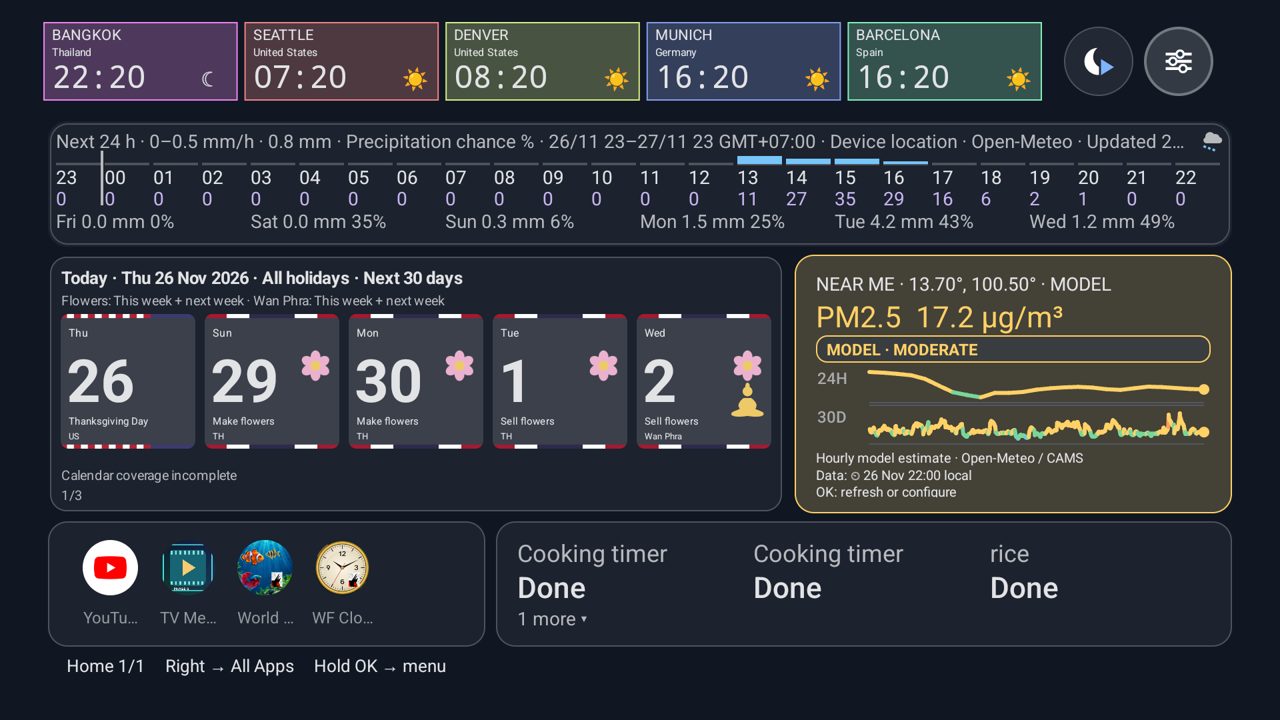 BANGKOK
Thailand
22:20
SEATTLE
United States
07:20
DENVER
United States
08:20
MUNICH
Germany
16:20
BARCELONA
Spain
16:20
Next 24 h · 0–0.5 mm/h · 0.8 mm · Precipitation chance % · 26/11 23–27/11 23 GMT+07:00 · Device location · Open-Meteo · Updated 2…
23 00 01 02 03 04 05 06 07 08 09 10 11 12 13 14 15 16 17 18 19 20 21 22
0 0 0 0 0 0 0 0 0 0 0 0 0 0 11 27 35 29 16 6 2 1 0 0
Fri 0.0 mm 0% Sat 0.0 mm 35% Sun 0.3 mm 6% Mon 1.5 mm 25% Tue 4.2 mm 43% Wed 1.2 mm 49%
Today · Thu 26 Nov 2026 · All holidays · Next 30 days
Flowers: This week + next week · Wan Phra: This week + next week
Thu
26
Thanksgiving Day
US
Sun
29
Make flowers
TH
Mon
30
Make flowers
TH
Tue
1
Sell flowers
TH
Wed
2
Sell flowers
Wan Phra
Calendar coverage incomplete
1/3
NEAR ME · 13.70°, 100.50° · MODEL
PM2.5 17.2 µg/m³
MODEL · MODERATE
24H
30D
Hourly model estimate · Open-Meteo / CAMS
Data: ⏲ 26 Nov 22:00 local
OK: refresh or configure
YouTu…
TV Me…
World …
WF Clo…
Cooking timer
Done
1 more ▾
Cooking timer
Done
rice
Done
Home 1/1 Right → All Apps Hold OK → menu